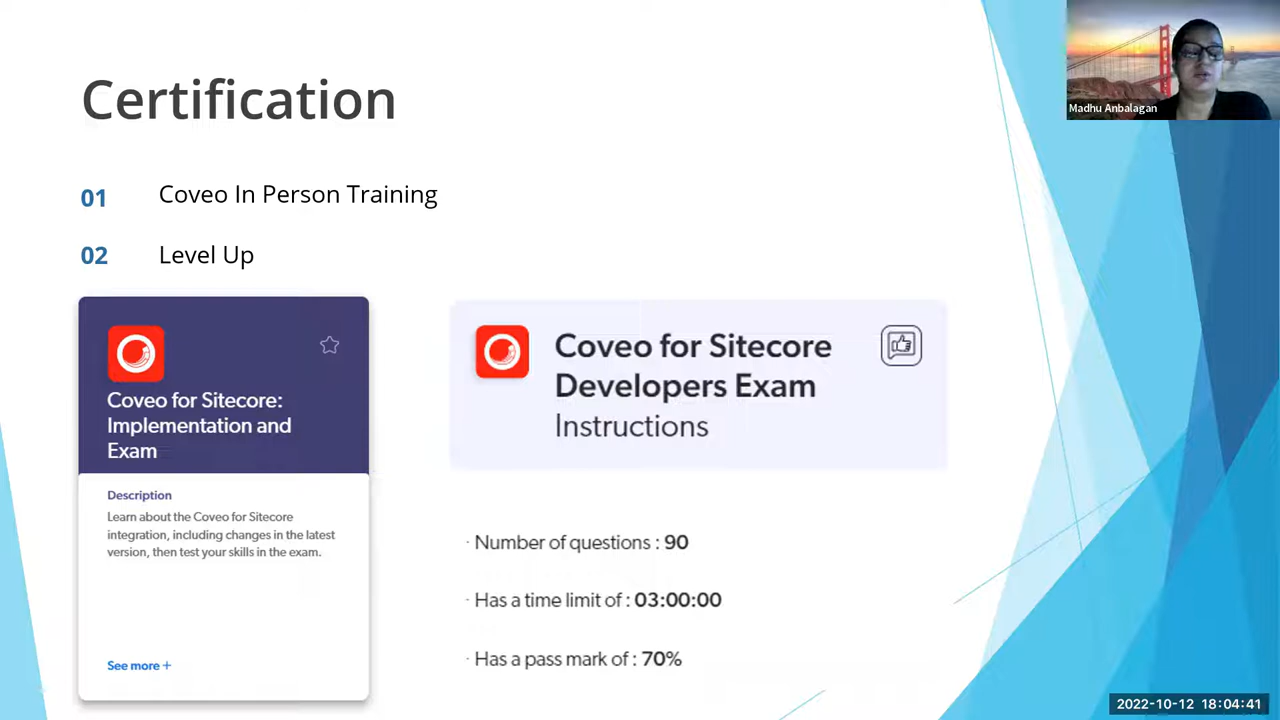 Certification
Madhu Anbalagan
01 Coveo In Person Training
02 Level Up
Coveo for Sitecore:
Implementation and
Exam
Description
Learn about the Coveo for Sitecore
integration, including changes in the latest
version, then test your skills in the exam.
See more +
Coveo for Sitecore
Developers Exam
Instructions
· Number of questions : 90
· Has a time limit of : 03:00:00
· Has a pass mark of : 70%
2022-10-12 18:04:41